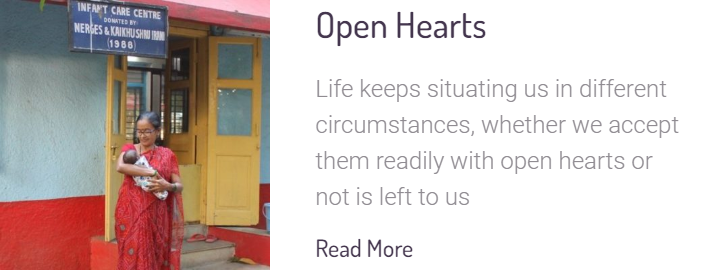 INFANT CARE CENTRE
DONATED BY:
NERGES & KAIKHUSHRU IRANI
(1986)
Open Hearts
Life keeps situating us in different
circumstances, whether we accept
them readily with open hearts or
not is left to us
Read More